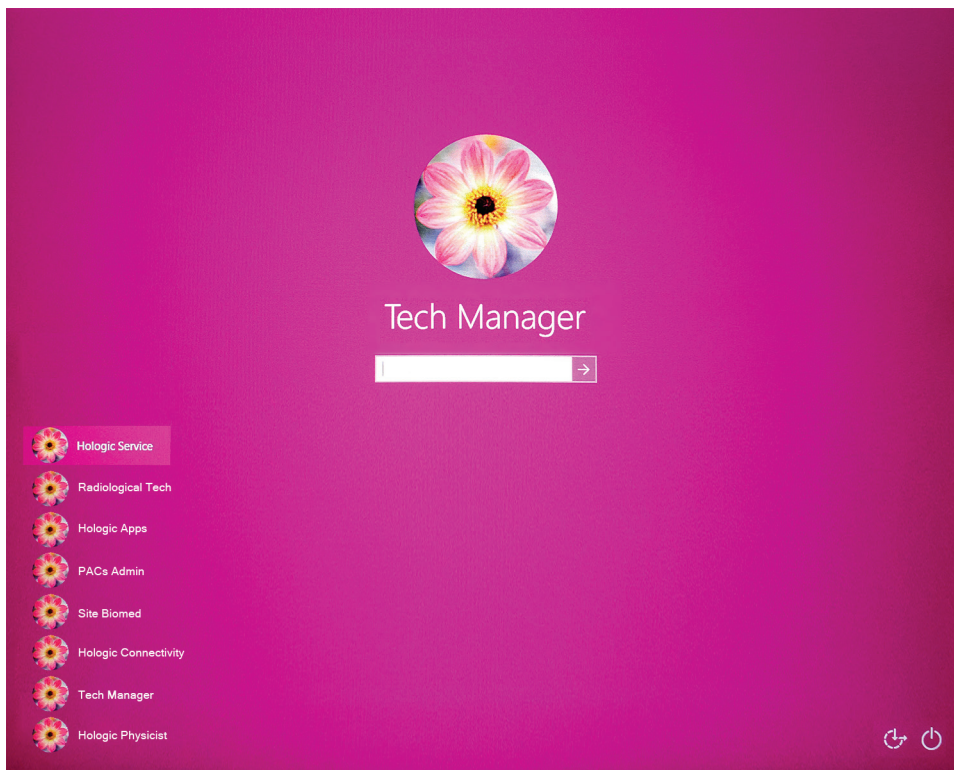 Tech Manager
Hologic Service
Radiological Tech
Hologic Apps
PACs Admin
Site Biomed
Hologic Connectivity
Tech Manager
Hologic Physicist